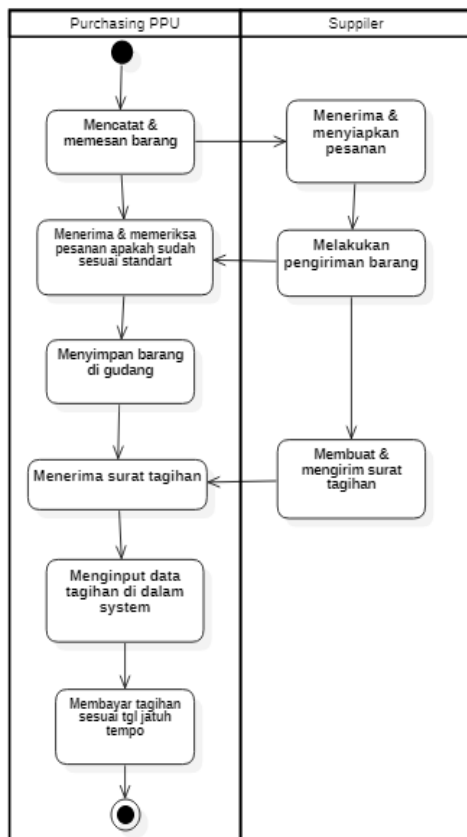 Purchasing PPU
Suppiler
Mencatat &
memesan barang
Menerima &
menyiapkan
pesanan
Menerima & memeriksa
pesanan apakah sudah
sesuai standart
Melakukan
pengiriman barang
Menyimpan barang
di gudang
Menerima surat tagihan
Membuat &
mengirim surat
tagihan
Menginput data
tagihan di dalam
system
Membayar tagihan
sesuai tgl jatuh
tempo